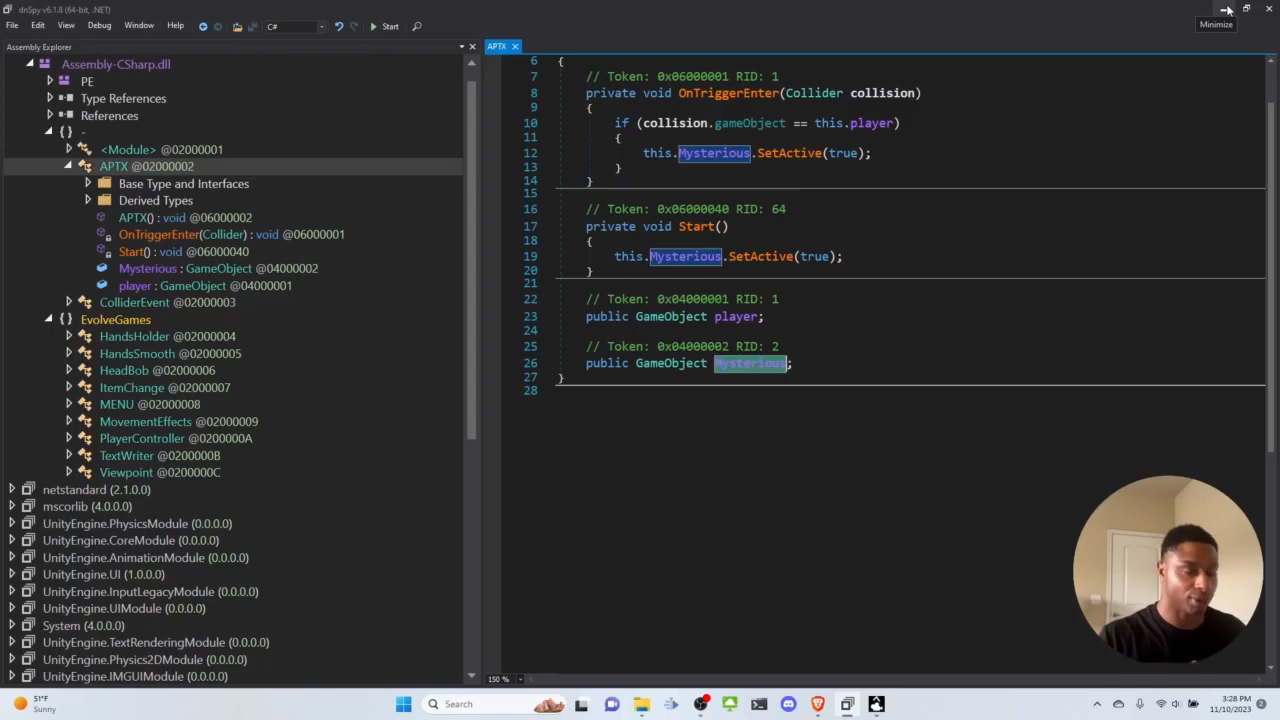 dnSpy v6.1.8 (64-bit, .NET)
Minimize
File Edit View Debug Window Help C# Start
Assembly Explorer
Assembly-CSharp.dll
PE
Type References
References
{ } -
<Module> @02000001
APTX @02000002
Base Type and Interfaces
Derived Types
APTX() : void @06000002
OnTriggerEnter(Collider) : void @06000001
Start() : void @06000040
Mysterious : GameObject @04000002
player : GameObject @04000001
ColliderEvent @02000003
{ } EvolveGames
HandsHolder @02000004
HandsSmooth @02000005
HeadBob @02000006
ItemChange @02000007
MENU @02000008
MovementEffects @02000009
PlayerController @0200000A
TextWriter @0200000B
Viewpoint @0200000C
netstandard (2.1.0.0)
mscorlib (4.0.0.0)
UnityEngine.PhysicsModule (0.0.0.0)
UnityEngine.CoreModule (0.0.0.0)
UnityEngine.AnimationModule (0.0.0.0)
UnityEngine.UI (1.0.0.0)
UnityEngine.InputLegacyModule (0.0.0.0)
UnityEngine.UIModule (0.0.0.0)
System (4.0.0.0)
UnityEngine.TextRenderingModule (0.0.0.0)
UnityEngine.Physics2DModule (0.0.0.0)
UnityEngine.IMGUIModule (0.0.0.0)
APTX
6 {
7 // Token: 0x06000001 RID: 1
8 private void OnTriggerEnter(Collider collision)
9 {
10 if (collision.gameObject == this.player)
11 {
12 this.Mysterious.SetActive(true);
13 }
14 }
15
16 // Token: 0x06000040 RID: 64
17 private void Start()
18 {
19 this.Mysterious.SetActive(true);
20 }
21
22 // Token: 0x04000001 RID: 1
23 public GameObject player;
24
25 // Token: 0x04000002 RID: 2
26 public GameObject Mysterious;
27 }
28
150 %
51°F
Sunny
Search
3:28 PM
11/10/2023